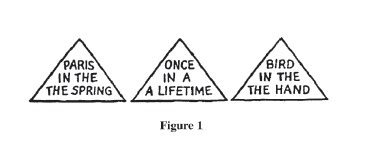 PARIS
IN THE
THE SPRING
ONCE
IN A
A LIFETIME
BIRD
IN THE
THE HAND
Figure 1